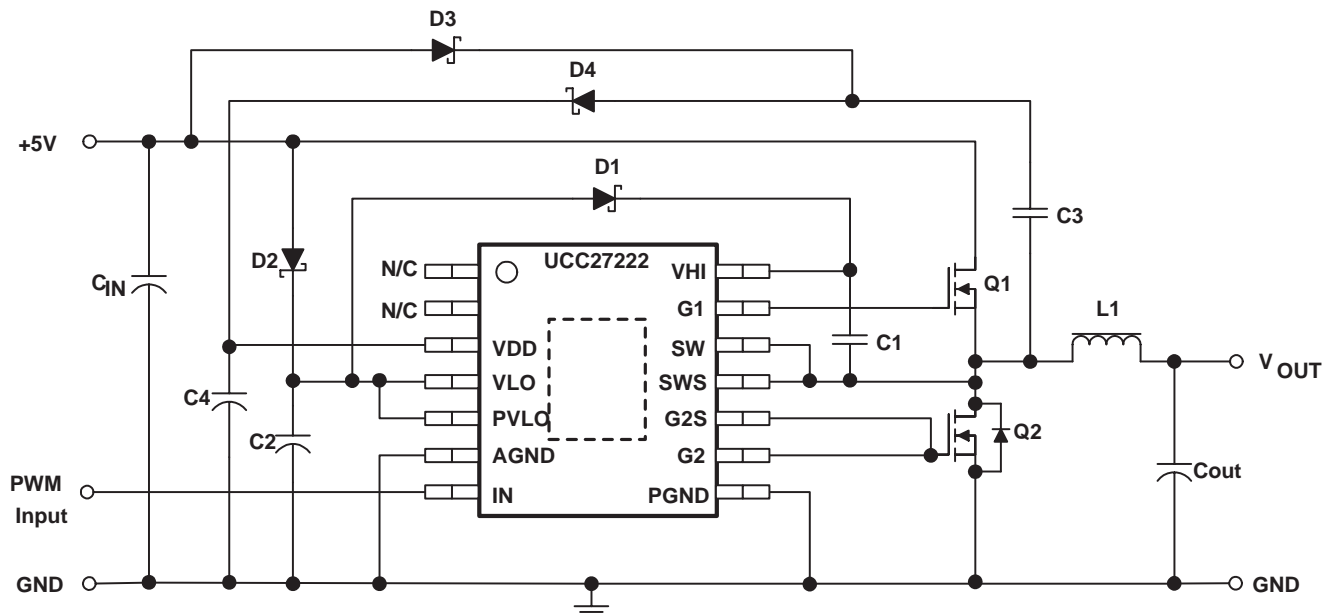 D3
D4
+5V
D1
C3
D2
UCC27222
N/C
VHI
CIN
Q1
N/C
G1
L1
VDD
SW
C1
VLO
SWS
VOUT
C4
PVLO
G2S
C2
Q2
AGND
G2
Cout
PWM
Input
IN
PGND
GND
GND